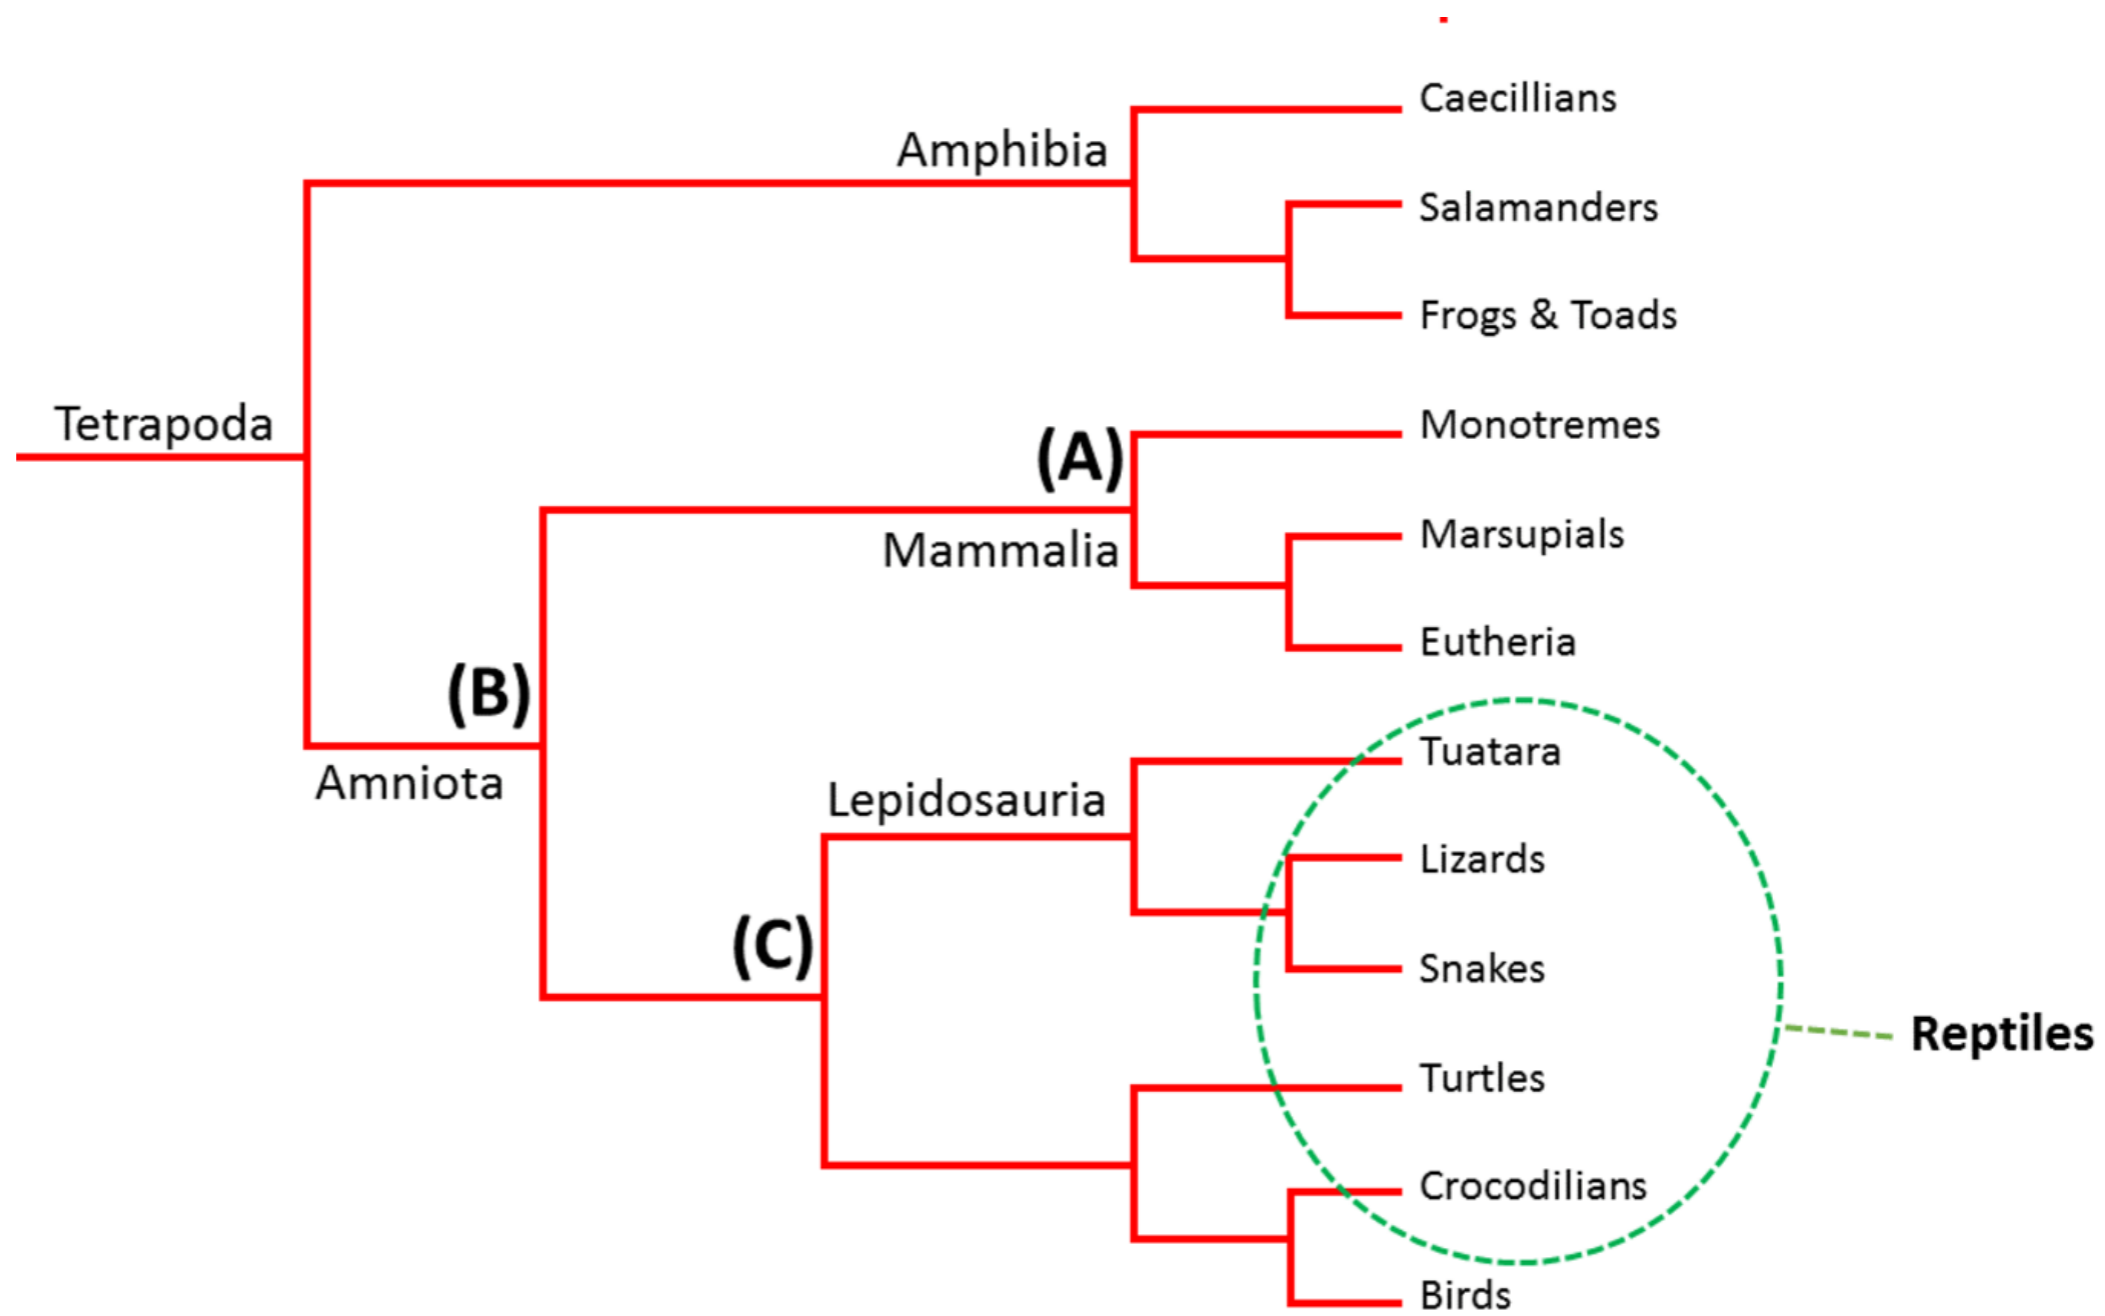 Caecillians
Amphibia
Salamanders
Frogs & Toads
Tetrapoda
Monotremes
(A)
Mammalia
Marsupials
Eutheria
(B)
Amniota
Tuatara
Lepidosauria
Lizards
(C)
Snakes
Reptiles
Turtles
Crocodilians
Birds